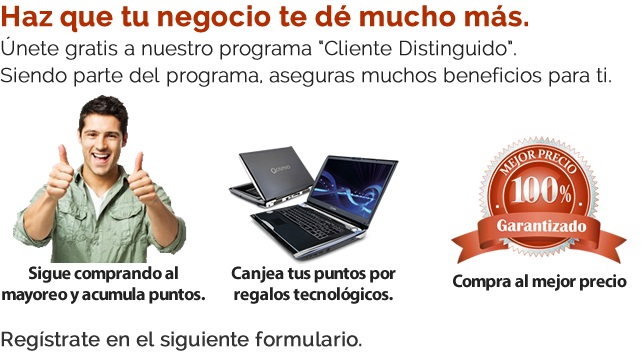 Haz que tu negocio te dé mucho más.
Únete gratis a nuestro programa "Cliente Distinguido".
Siendo parte del programa, aseguras muchos beneficios para ti.
MEJOR PRECIO
100%
Garantizado
Sigue comprando al
mayoreo y acumula puntos.
Canjea tus puntos por
regalos tecnológicos.
Compra al mejor precio
Regístrate en el siguiente formulario.